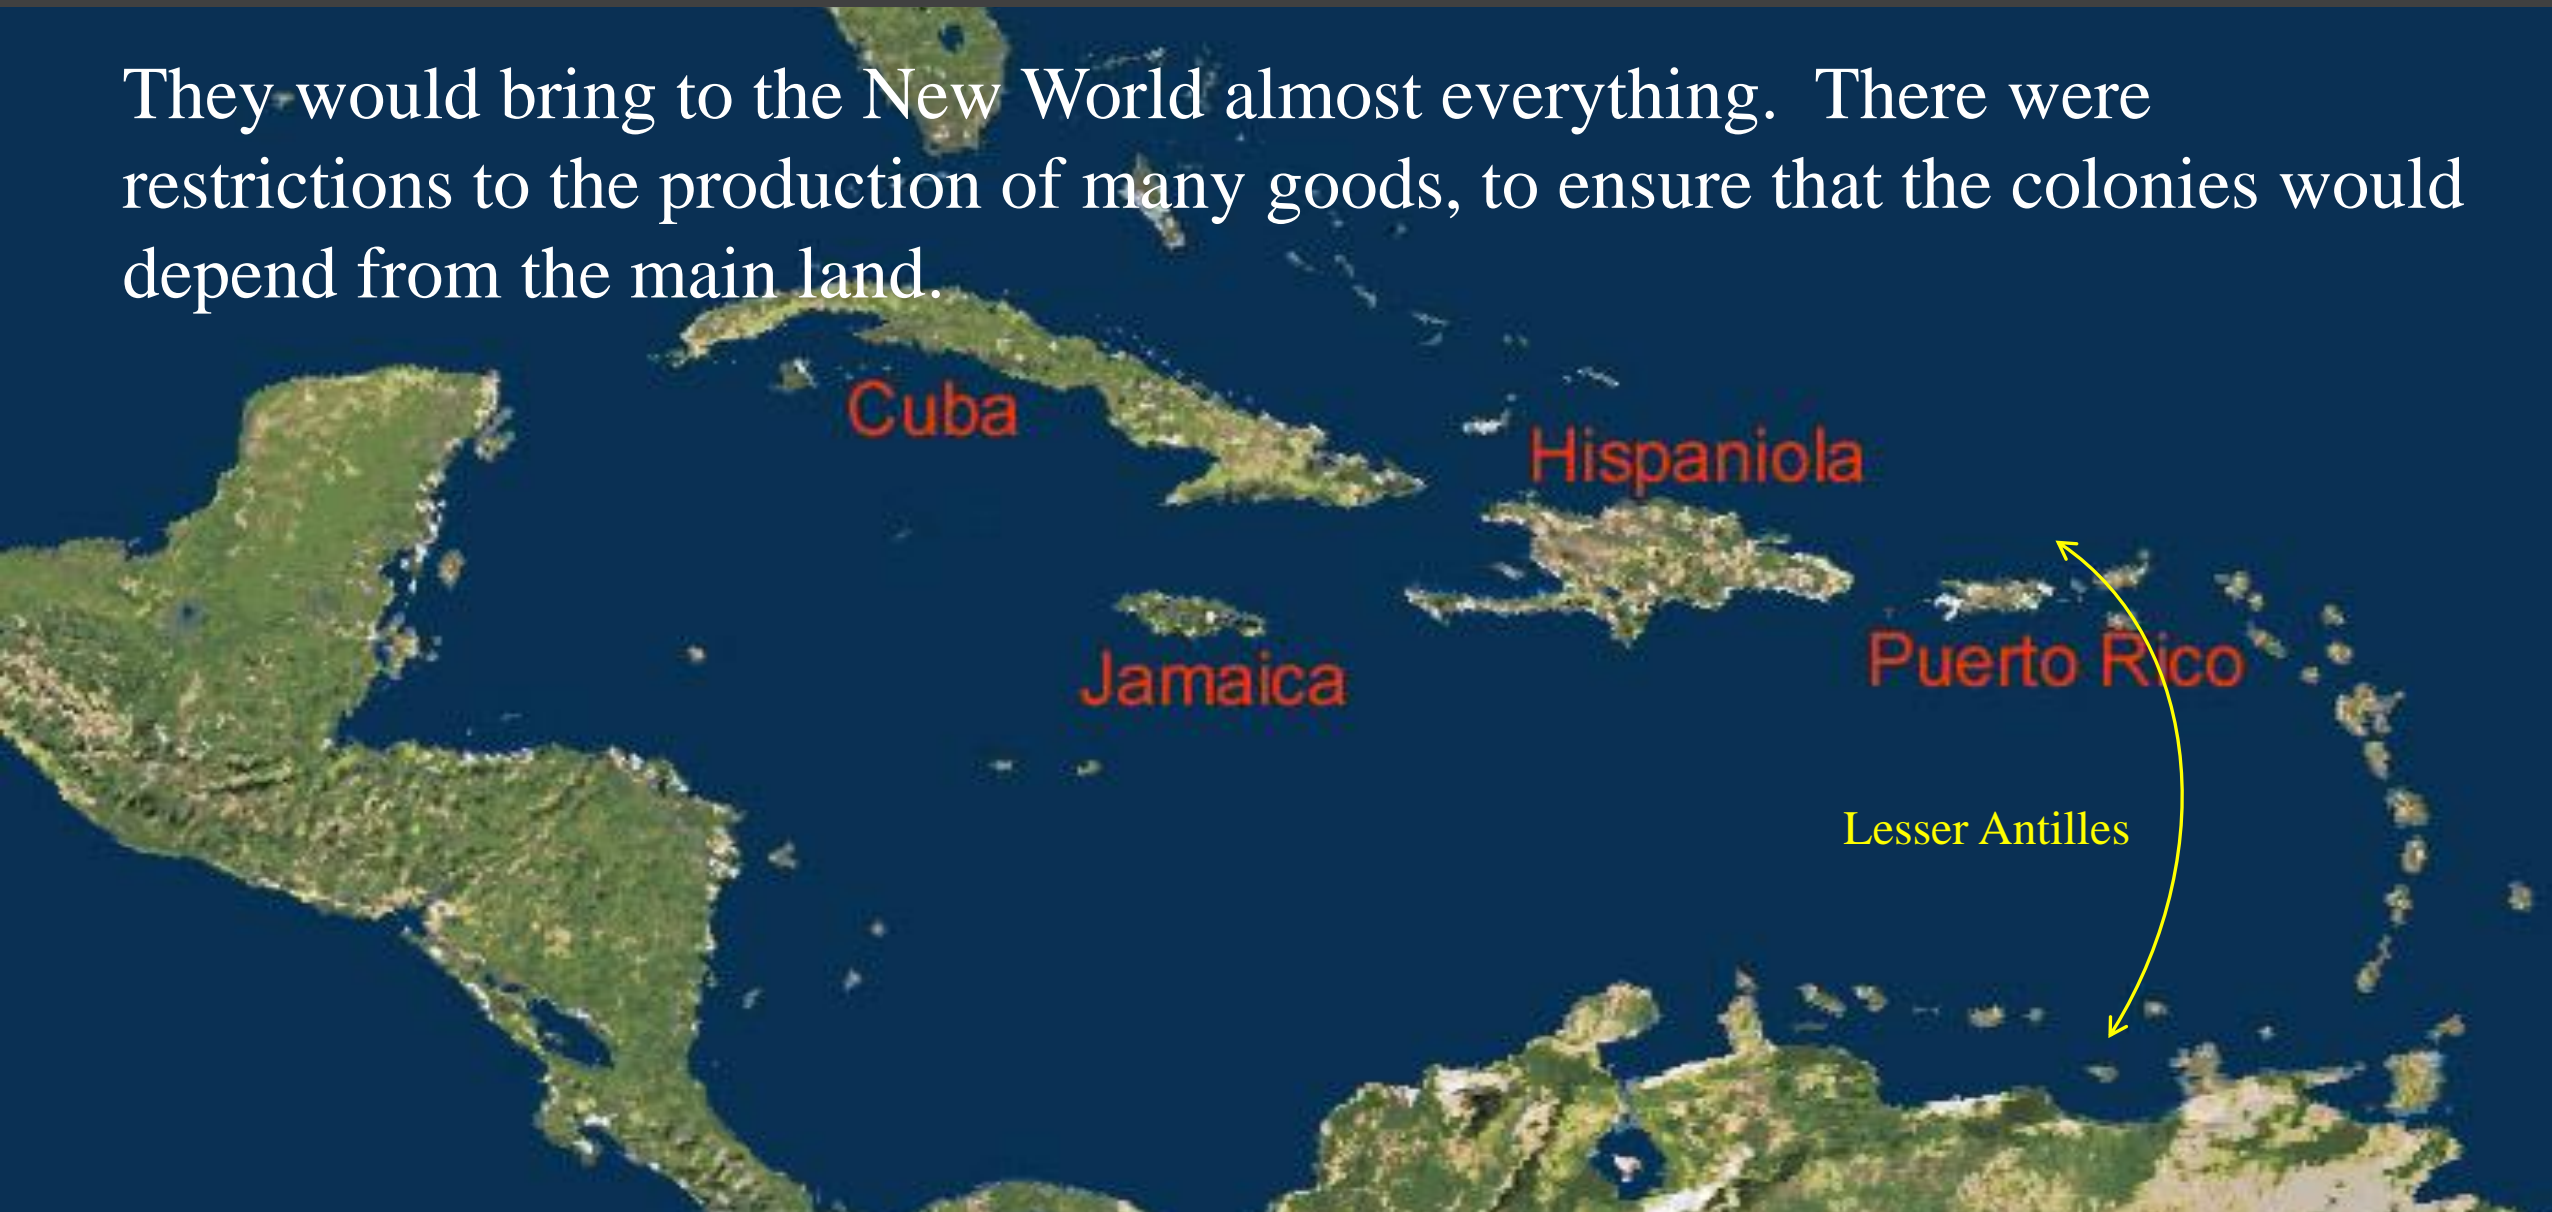 They would bring to the New World almost everything.  There were
restrictions to the production of many goods, to ensure that the colonies would
depend from the main land.
Cuba
Hispaniola
Jamaica
Puerto Rico
Lesser Antilles